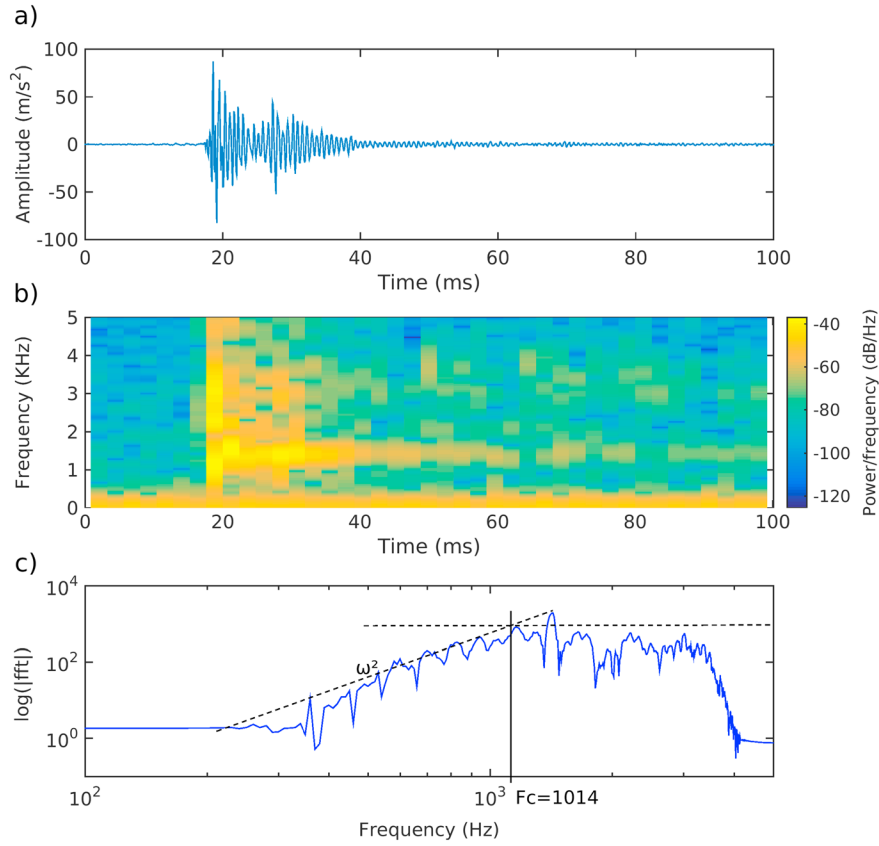 a)
100
50
0
-50
-100
Amplitude (m/s²)
0 20 40 60 80 100
Time (ms)
b)
5
4
3
2
1
0
Frequency (KHz)
0 20 40 60 80 100
Time (ms)
-40
-60
-80
-100
-120
Power/frequency (dB/Hz)
c)
10⁴
10²
10⁰
log(|fft|)
ω²
10² 10³ Fc=1014
Frequency (Hz)